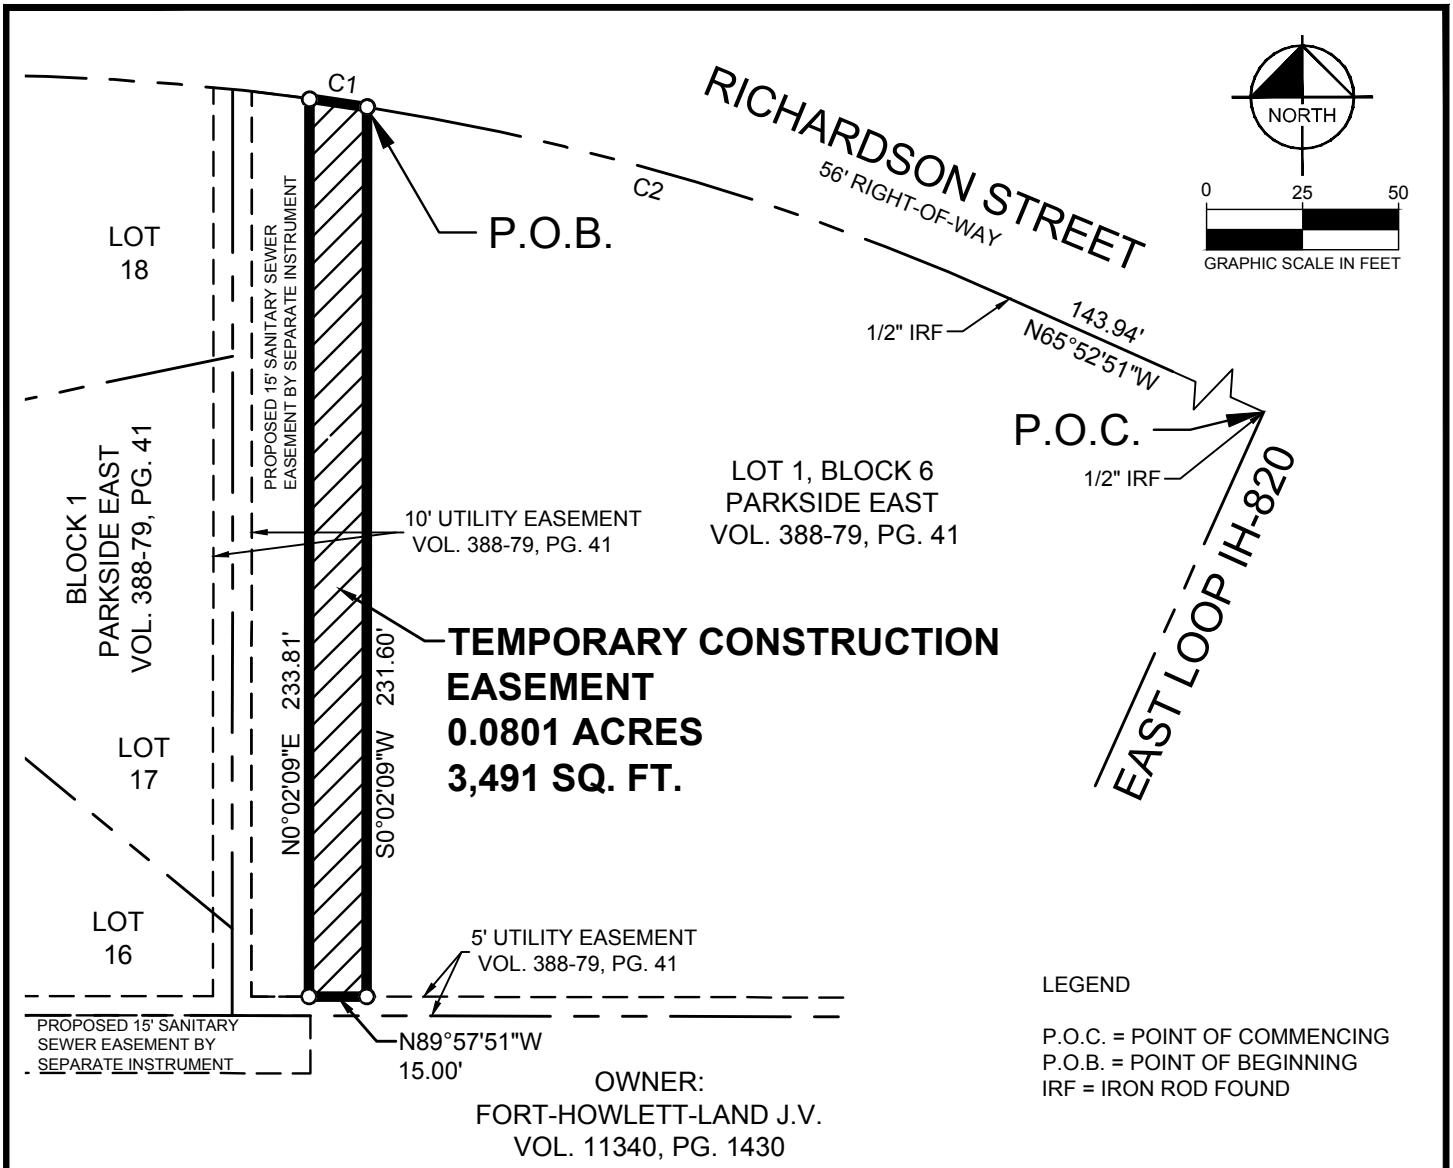 C1
RICHARDSON STREET
56' RIGHT-OF-WAY
C2
NORTH
0 25 50
GRAPHIC SCALE IN FEET
P.O.B.
LOT
18
PROPOSED 15' SANITARY SEWER
EASEMENT BY SEPARATE INSTRUMENT
1/2" IRF
143.94'
N65°52'51"W
P.O.C.
1/2" IRF
EAST LOOP IH-820
LOT 1, BLOCK 6
PARKSIDE EAST
VOL. 388-79, PG. 41
BLOCK 1
PARKSIDE EAST
VOL. 388-79, PG. 41
10' UTILITY EASEMENT
VOL. 388-79, PG. 41
TEMPORARY CONSTRUCTION
EASEMENT
0.0801 ACRES
3,491 SQ. FT.
N0°02'09"E 233.81'
S0°02'09"W 231.60'
LOT
17
LOT
16
5' UTILITY EASEMENT
VOL. 388-79, PG. 41
PROPOSED 15' SANITARY
SEWER EASEMENT BY
SEPARATE INSTRUMENT
N89°57'51"W
15.00'
OWNER:
FORT-HOWLETT-LAND J.V.
VOL. 11340, PG. 1430
LEGEND
P.O.C. = POINT OF COMMENCING
P.O.B. = POINT OF BEGINNING
IRF = IRON ROD FOUND